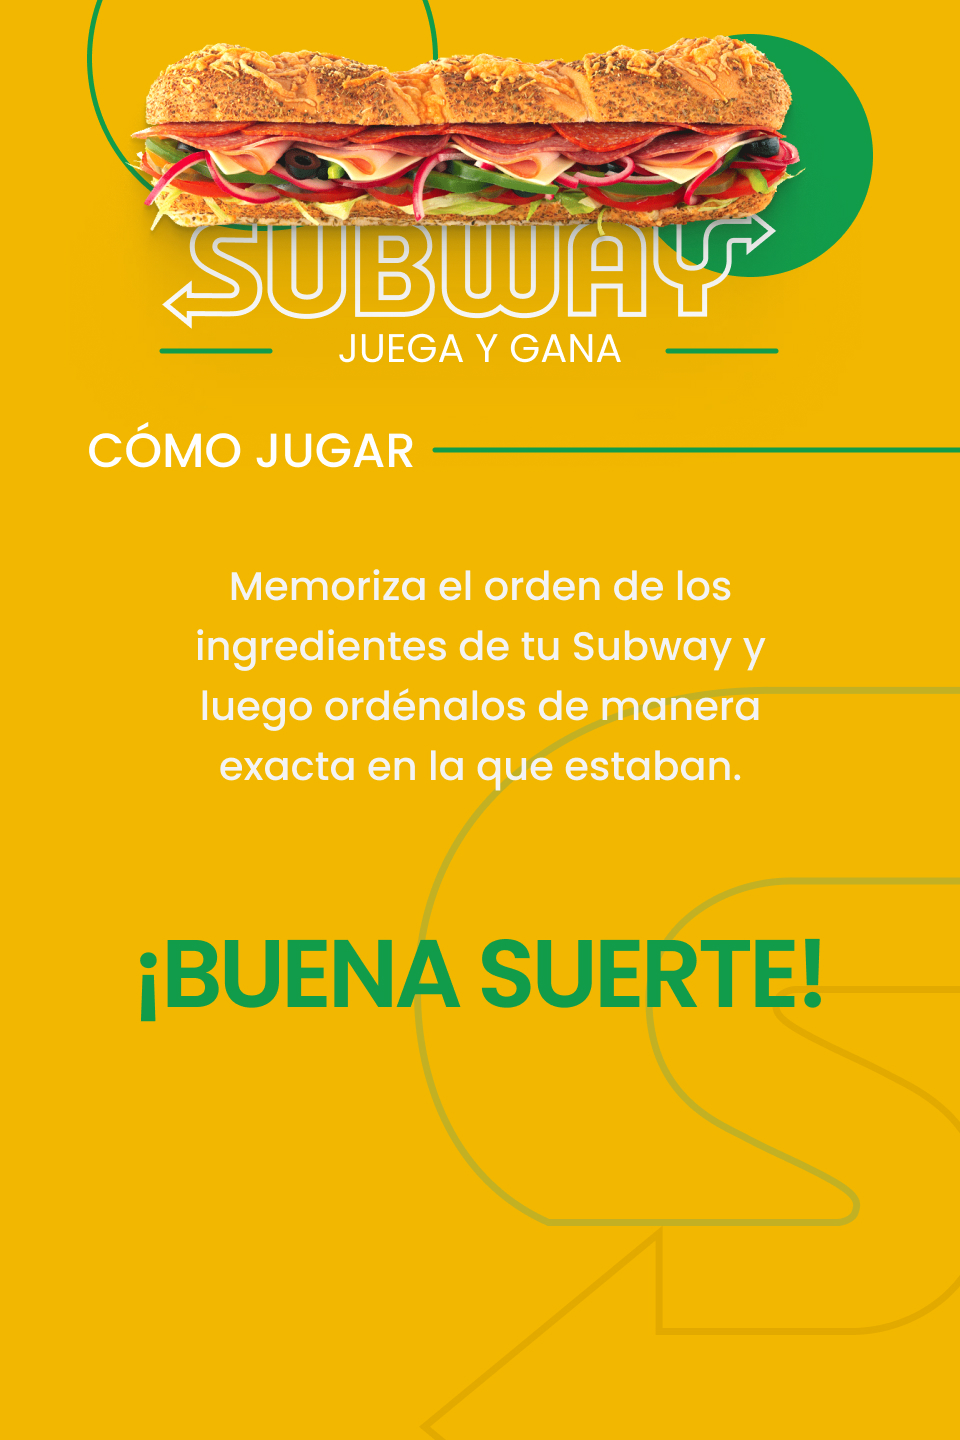 SUBWAY
JUEGA Y GANA
CÓMO JUGAR
Memoriza el orden de los
ingredientes de tu Subway y
luego ordénalos de manera
exacta en la que estaban.
¡BUENA SUERTE!